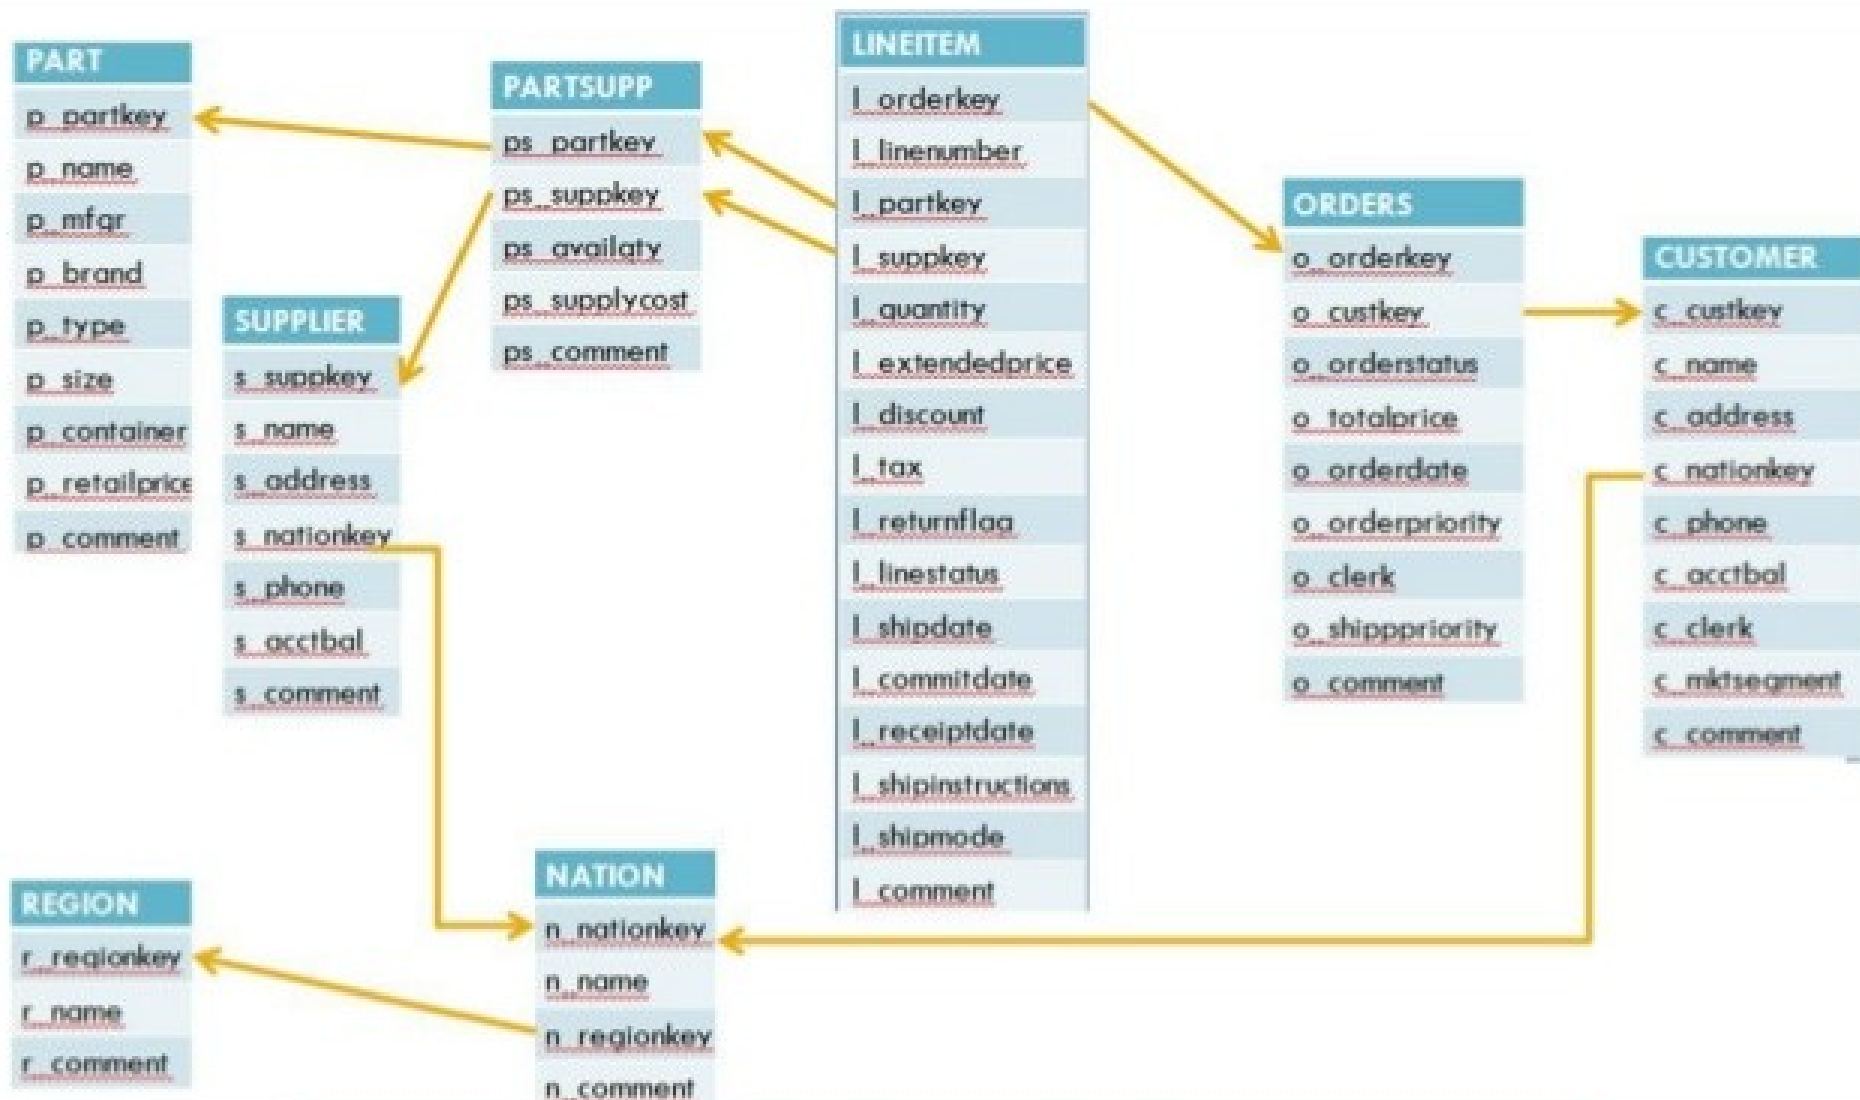 PART
p_partkey
p_name
p_mfgr
p_brand
p_type
p_size
p_container
p_retailprice
p_comment
SUPPLIER
s_suppkey
s_name
s_address
s_nationkey
s_phone
s_acctbal
s_comment
PARTSUPP
ps_partkey
ps_suppkey
ps_availqty
ps_supplycost
ps_comment
LINEITEM
l_orderkey
l_linenumber
l_partkey
l_suppkey
l_quantity
l_extendedprice
l_discount
l_tax
l_returnflag
l_linestatus
l_shipdate
l_commitdate
l_receiptdate
l_shipinstructions
l_shipmode
l_comment
ORDERS
o_orderkey
o_custkey
o_orderstatus
o_totalprice
o_orderdate
o_orderpriority
o_clerk
o_shipppriority
o_comment
CUSTOMER
c_custkey
c_name
c_address
c_nationkey
c_phone
c_acctbal
c_clerk
c_mktsegment
c_comment
REGION
r_regionkey
r_name
r_comment
NATION
n_nationkey
n_name
n_regionkey
n_comment